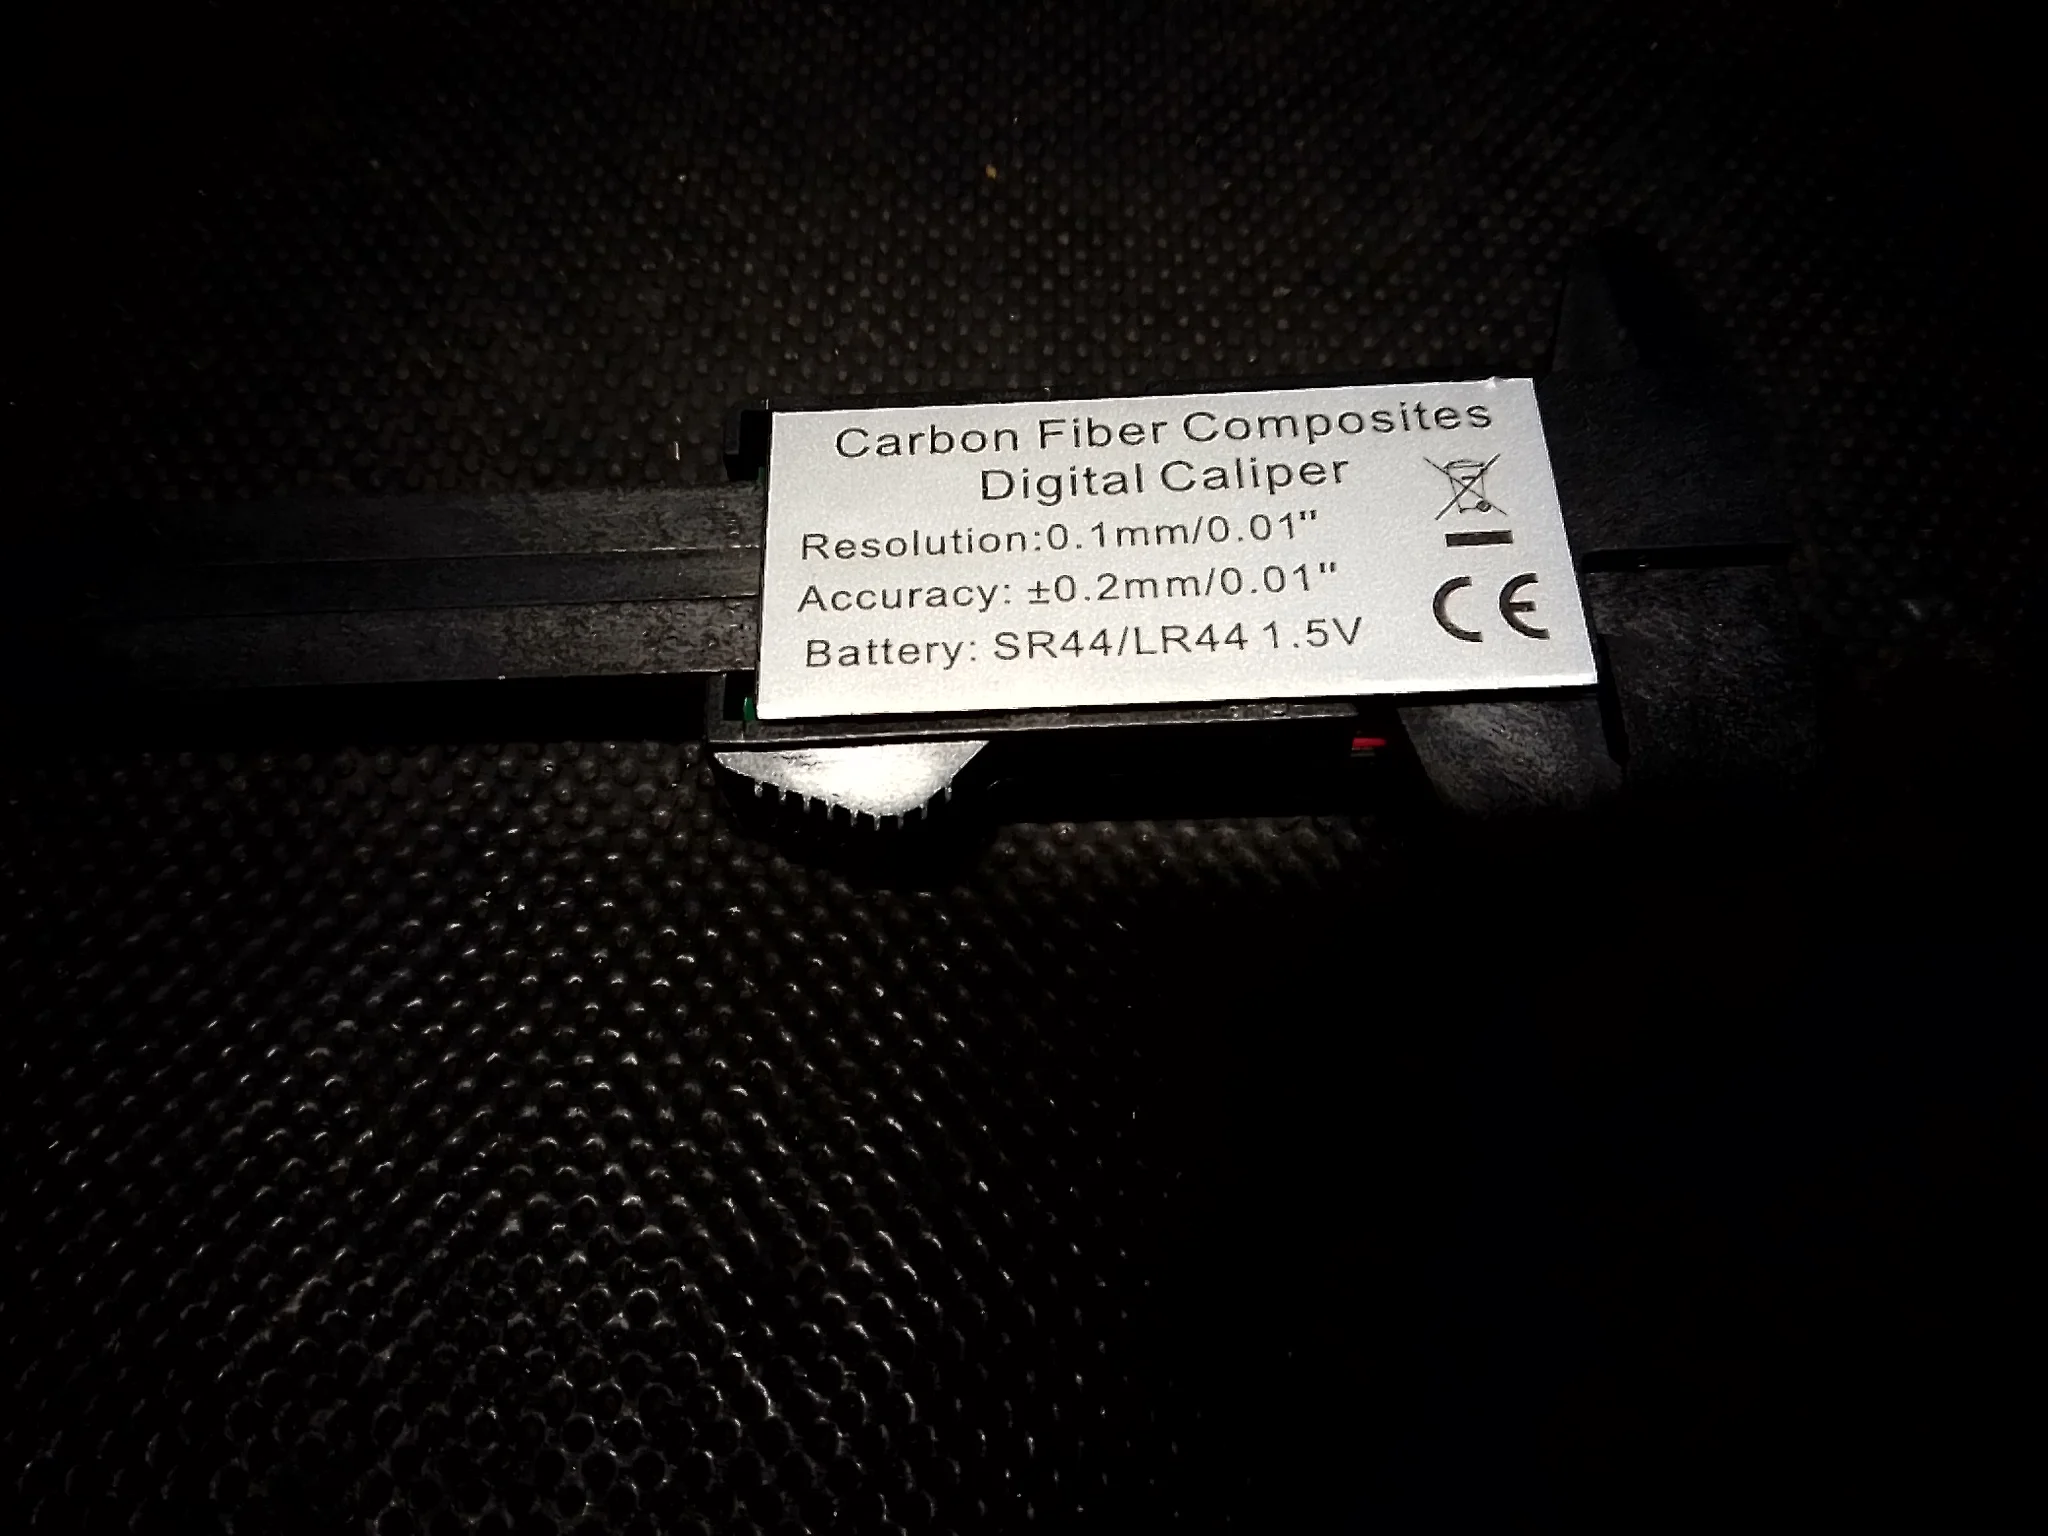 Carbon Fiber Composites
Digital Caliper
Resolution:0.1mm/0.01"
Accuracy: ±0.2mm/0.01"
Battery: SR44/LR44 1.5V
CE